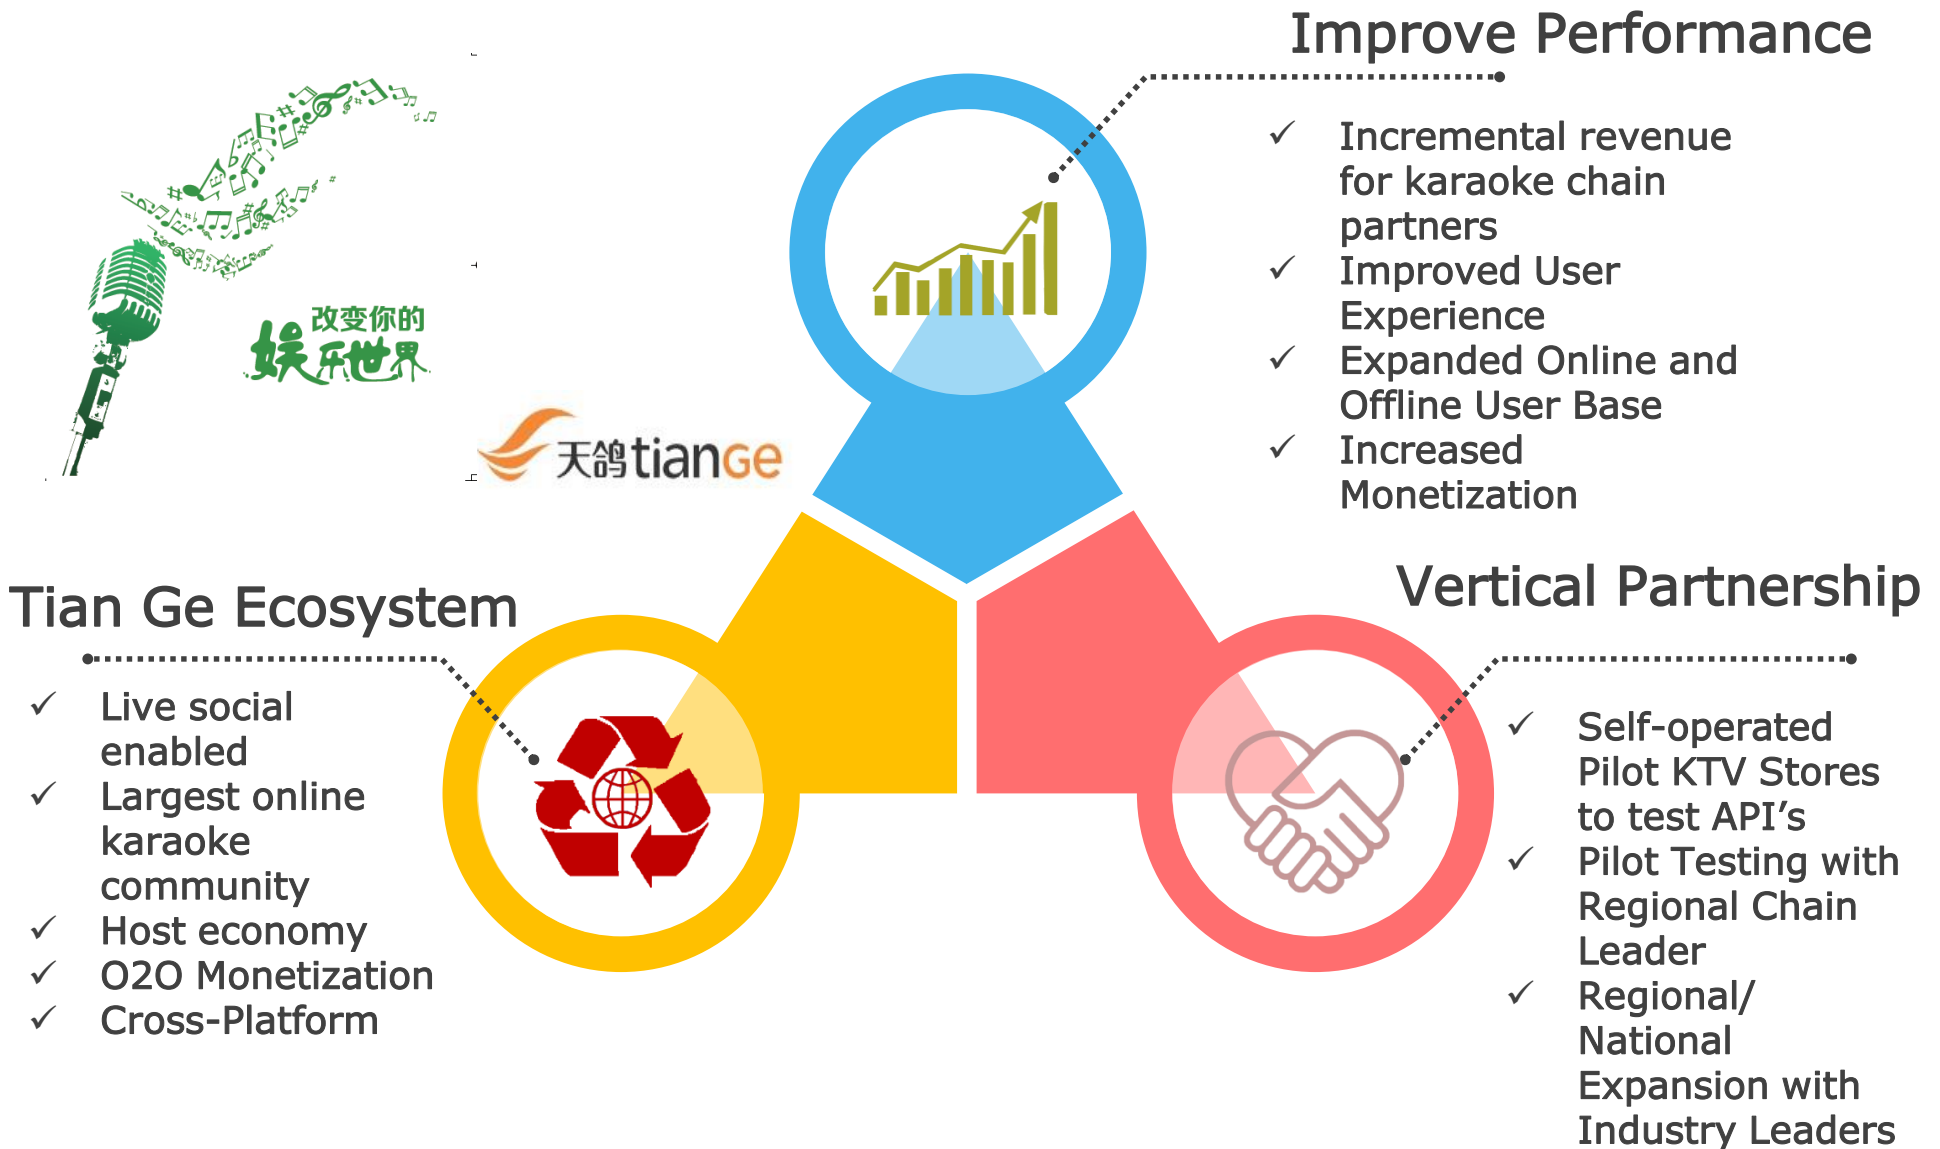 改变你的
娱乐世界
天鸽tiange
Improve Performance
✓ Incremental revenue
for karaoke chain
partners
✓ Improved User
Experience
✓ Expanded Online and
Offline User Base
✓ Increased
Monetization
Tian Ge Ecosystem
✓ Live social
enabled
✓ Largest online
karaoke
community
✓ Host economy
✓ O2O Monetization
✓ Cross-Platform
Vertical Partnership
✓ Self-operated
Pilot KTV Stores
to test API’s
✓ Pilot Testing with
Regional Chain
Leader
✓ Regional/
National
Expansion with
Industry Leaders